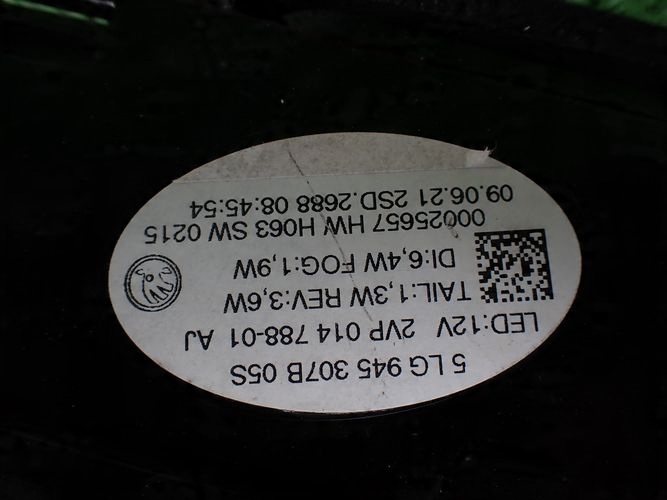 5 LG 945 307B 05S
LED:12V 2VP 014 788-01 AJ
TAIL:1,3W REV:3,6W
DI:6,4W FOG:1,9W
00025657 HW H063 SW 0215
09.06.21 2SD.2688 08:45:54